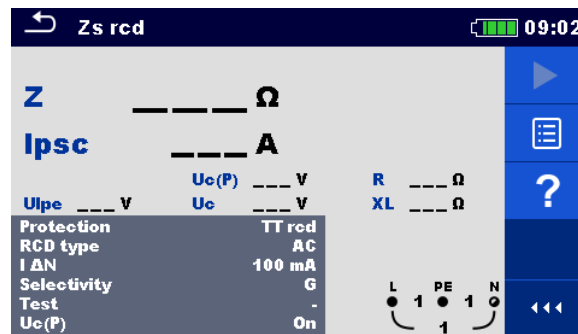 Zs rcd 09:02
Z ___ Ω
Ipsc ___ A
Uc(P) ___ V R ___ Ω
Ulpe ___ V Uc ___ V XL ___ Ω
Protection TT rcd
RCD type AC
I ΔN 100 mA
Selectivity G
Test -
Uc(P) On
L PE N
1 1
1
?